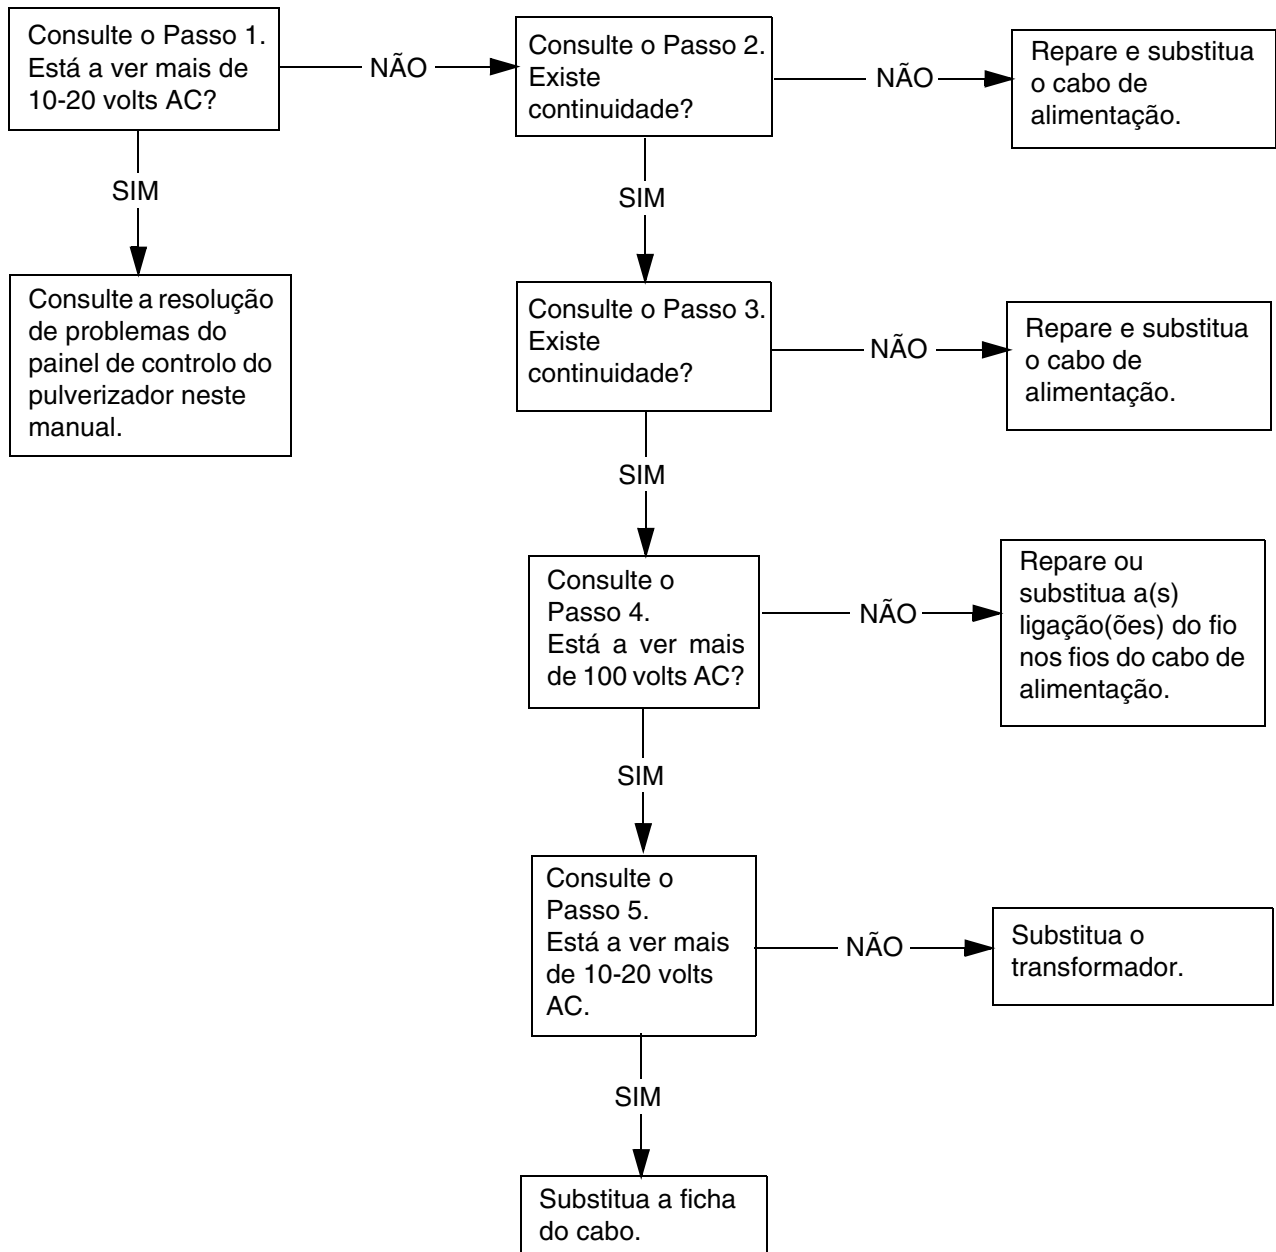 Consulte o Passo 1.
Está a ver mais de
10-20 volts AC?
NÃO
Consulte o Passo 2.
Existe
continuidade?
NÃO
Repare e substitua
o cabo de
alimentação.
SIM
SIM
Consulte a resolução
de problemas do
painel de controlo do
pulverizador neste
manual.
Consulte o Passo 3.
Existe
continuidade?
NÃO
Repare e substitua
o cabo de
alimentação.
SIM
Consulte o
Passo 4.
Está a ver mais
de 100 volts AC?
NÃO
Repare ou
substitua a(s)
ligação(ões) do fio
nos fios do cabo de
alimentação.
SIM
Consulte o
Passo 5.
Está a ver mais
de 10-20 volts
AC.
NÃO
Substitua o
transformador.
SIM
Substitua a ficha
do cabo.